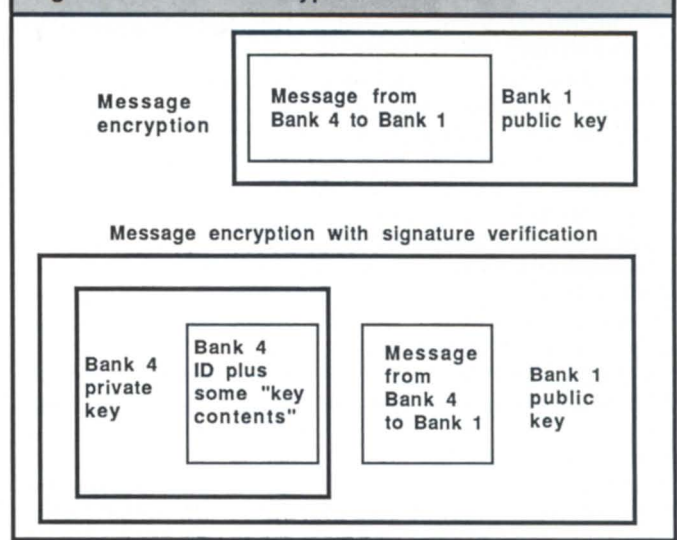 Message
encryption
Message from
Bank 4 to Bank 1
Bank 1
public key
Message encryption with signature verification
Bank 4
private
key
Bank 4
ID plus
some "key
contents"
Message
from
Bank 4
to Bank 1
Bank 1
public
key